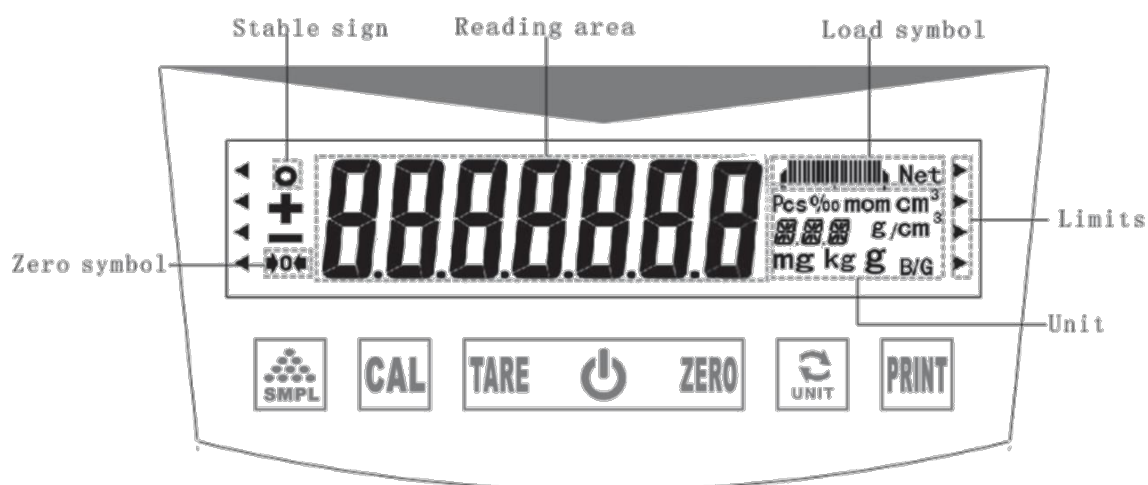 Stable sign
Reading area
Load symbol
Net
Pcs %o mom cm³
g/cm³
Limits
Zero symbol
→0←
mg kg g B/G
Unit
SMPL
CAL
TARE
ZERO
UNIT
PRINT